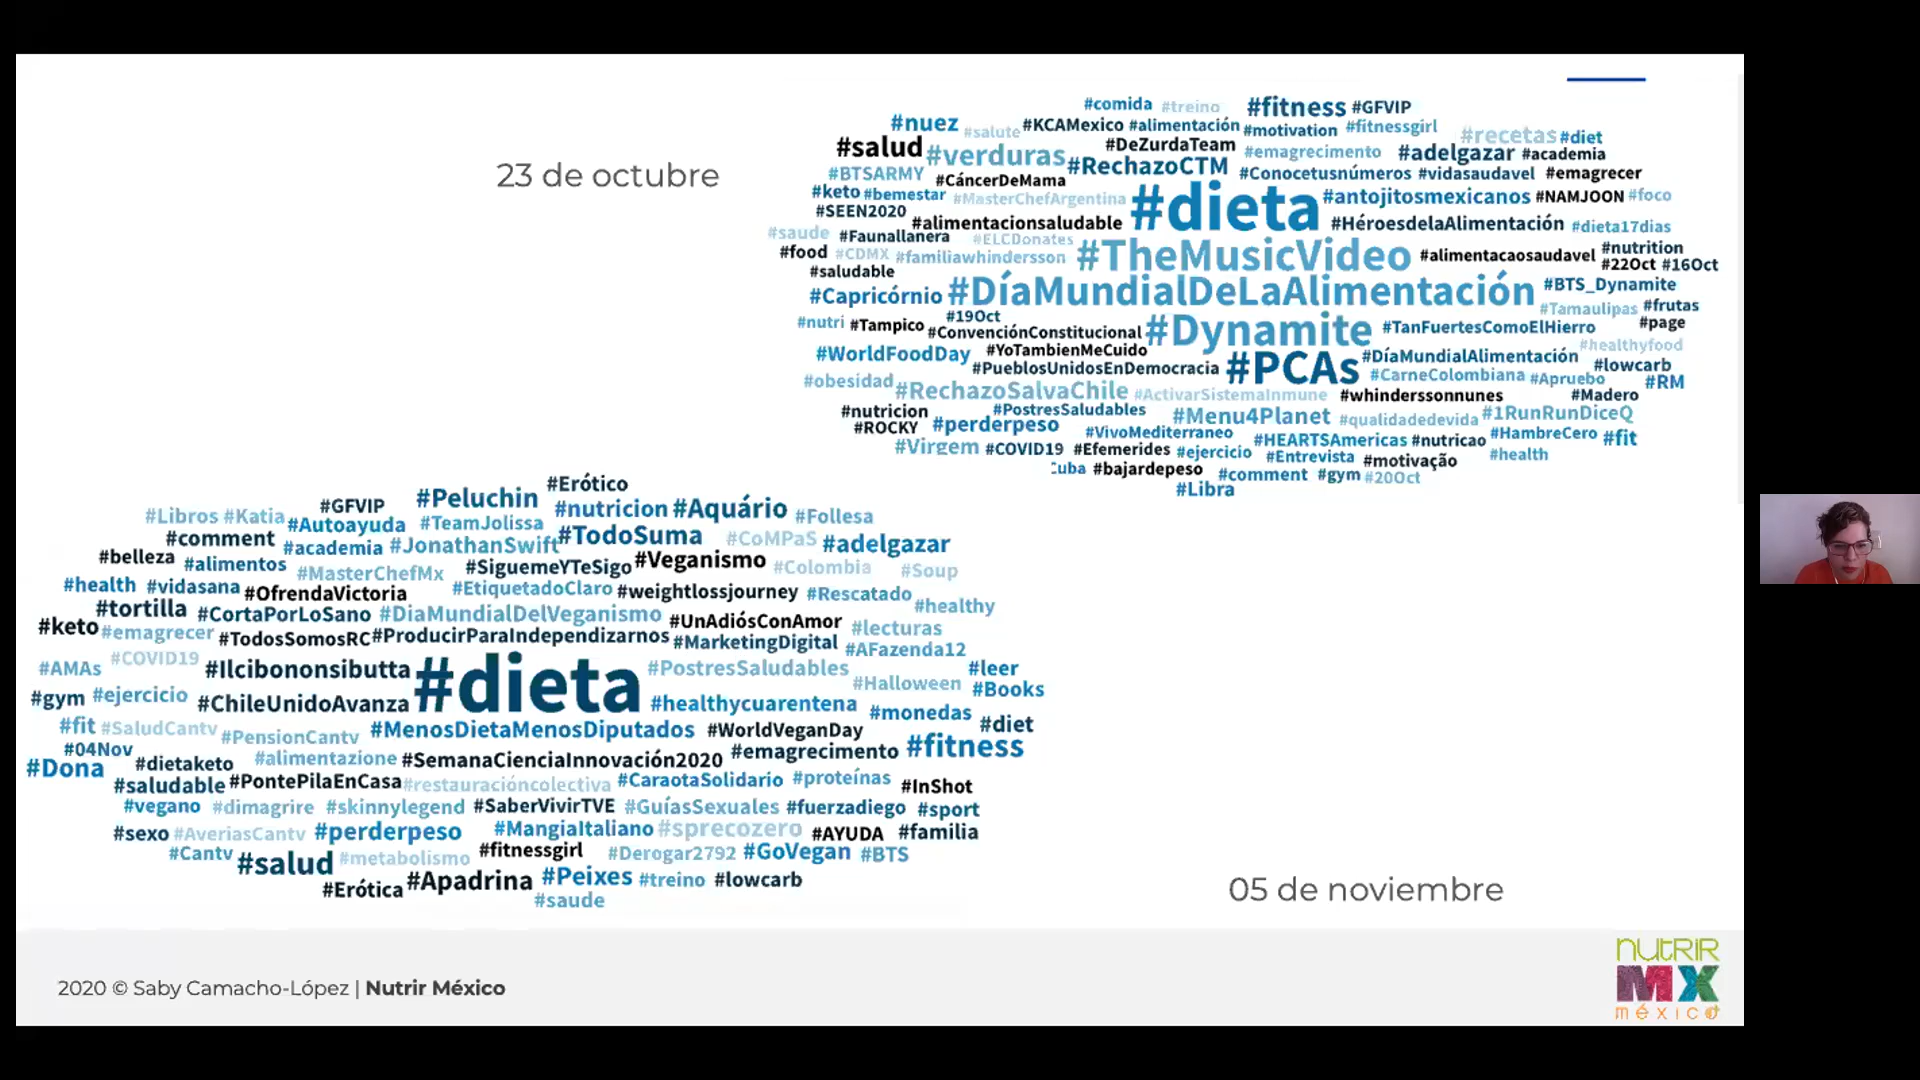 23 de octubre
#comida #treino #fitness #GFVIP
#nuez #salute #KCAMexico #alimentación #motivation #fitnessgirl #recetas #diet
#salud #verduras #DeZurdaTeam #RechazoCTM #emagrecimento #adelgazar #academia
#BTSARMY #CáncerDeMama #Conocetusnúmeros #vidasaudavel #emagrecer
#keto #bemestar #MasterChefArgentina #dieta #antojitosmexicanos #NAMJOON #foco
#SEEN2020 #alimentacionsaludable #HéroesdelaAlimentación #dieta17dias
#saude #Faunallanera #ELCDonates #nutrition
#food #CDMX #familiawhindersson #TheMusicVideo #alimentacaosaudavel #22Oct #16Oct
#saludable
#Capricórnio #DíaMundialDeLaAlimentación #BTS_Dynamite
#19Oct #Tamaulipas #frutas
#nutri #Tampico #ConvenciónConstitucional #Dynamite #TanFuertesComoElHierro #page
#WorldFoodDay #YoTambienMeCuido #DíaMundialAlimentación #healthyfood
#PueblosUnidosEnDemocracia #PCAs #CarneColombiana #Apruebo #lowcarb
#obesidad #RechazoSalvaChile #ActivarSistemaInmune #whinderssonnunes #Madero #RM
#nutricion #PostresSaludables #Menu4Planet #qualidadedevida #1RunRunDiceQ
#ROCKY #perderpeso #VivoMediterraneo #HEARTSAmericas #nutricao #HambreCero #fit
#Virgem #COVID19 #Efemerides #ejercicio #Entrevista #motivação #health
#bajardepeso #comment #gym #20Oct
#Libra
#Erótico
#GFVIP #Peluchin #nutricion #Aquário #Follesa
#Libros #Katia #Autoayuda #TeamJolissa #TodoSuma #CoMPaS #adelgazar
#comment #academia #JonathanSwift
#belleza #alimentos #MasterChefMx #SiguemeYTeSigo #Veganismo #Colombia #Soup
#health #vidasana #OfrendaVictoria #EtiquetadoClaro #weightlossjourney #Rescatado #healthy
#tortilla #CortaPorLoSano #DiaMundialDelVeganismo #UnAdiósConAmor #lecturas
#keto #emagrecer #TodosSomosRC #ProducirParaIndependizarnos #MarketingDigital #AFazenda12
#AMAs #COVID19 #Ilcibononsibutta #dieta #PostresSaludables #Halloween #leer
#gym #ejercicio #ChileUnidoAvanza #healthycuarentena #monedas #Books
#fit #SaludCantv #PensionCantv #MenosDietaMenosDiputados #WorldVeganDay #diet
#04Nov #dietaketo #alimentazione #SemanaCienciaInnovación2020 #emagrecimento #fitness
#Dona #saludable #PontePilaEnCasa #restauracióncolectiva #CaraotaSolidario #proteínas #InShot
#vegano #dimagrire #skinnylegend #SaberVivirTVE #GuíasSexuales #fuerzadiego #sport
#sexo #AveriasCantv #perderpeso #MangiaItaliano #sprecozero #AYUDA #familia
#Cantv #salud #metabolismo #fitnessgirl #Derogar2792 #GoVegan #BTS
#Erótica #Apadrina #Peixes #treino #lowcarb
#saude
05 de noviembre
2020 © Saby Camacho-López | Nutrir México
nutrir
MX
méxico